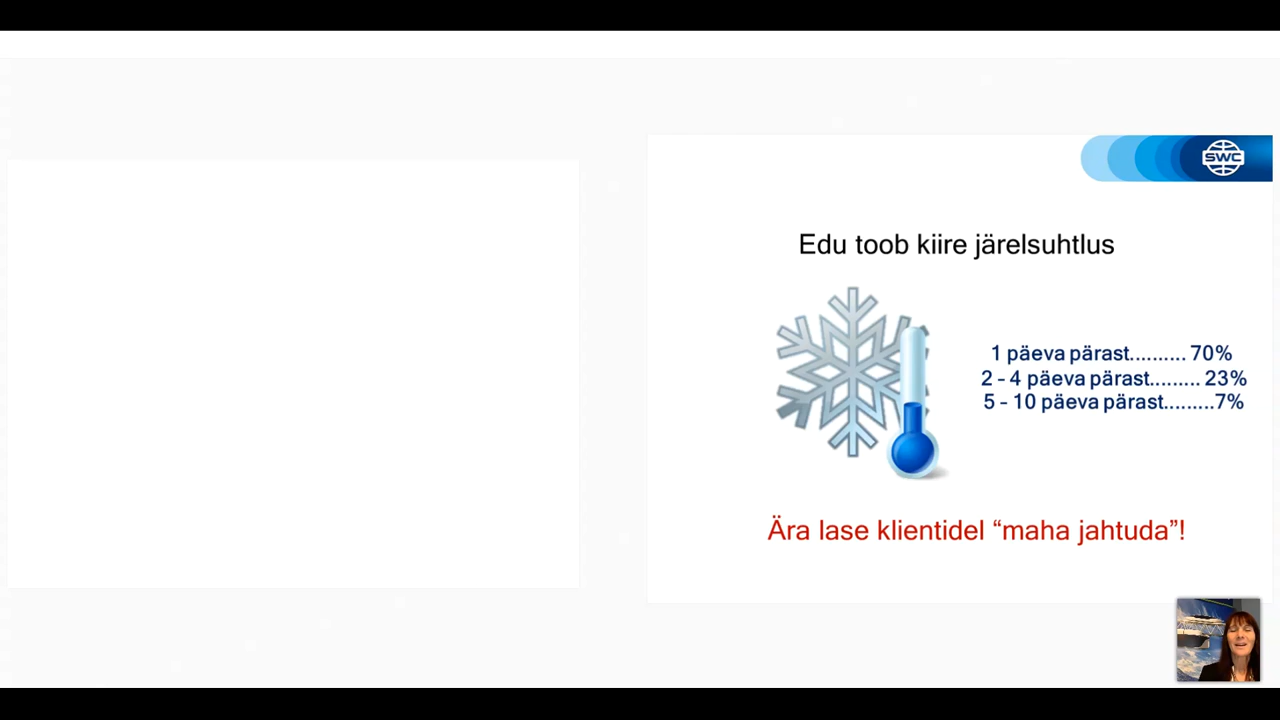 SWC
Edu toob kiire järelsuhtlus
1 päeva pärast.......... 70%
2 - 4 päeva pärast......... 23%
5 - 10 päeva pärast.........7%
Ära lase klientidel “maha jahtuda”!